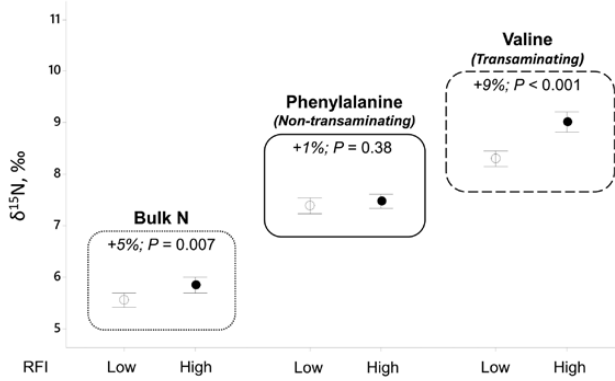 11
10
9
8
7
6
5
δ¹⁵N, ‰
Valine
(Transaminating)
+9%; P < 0.001
Phenylalanine
(Non-transaminating)
+1%; P = 0.38
Bulk N
+5%; P = 0.007
RFI Low High Low High Low High